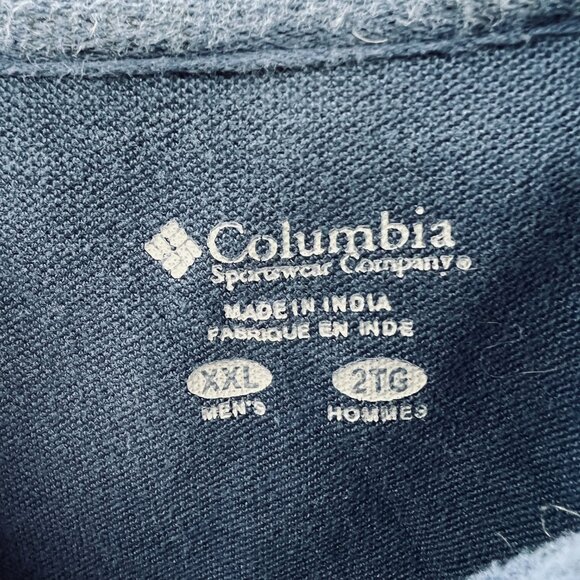 Columbia
Sportswear Company®
MADE IN INDIA
FABRIQUE EN INDE
XXL 2TG
MEN'S HOMMES